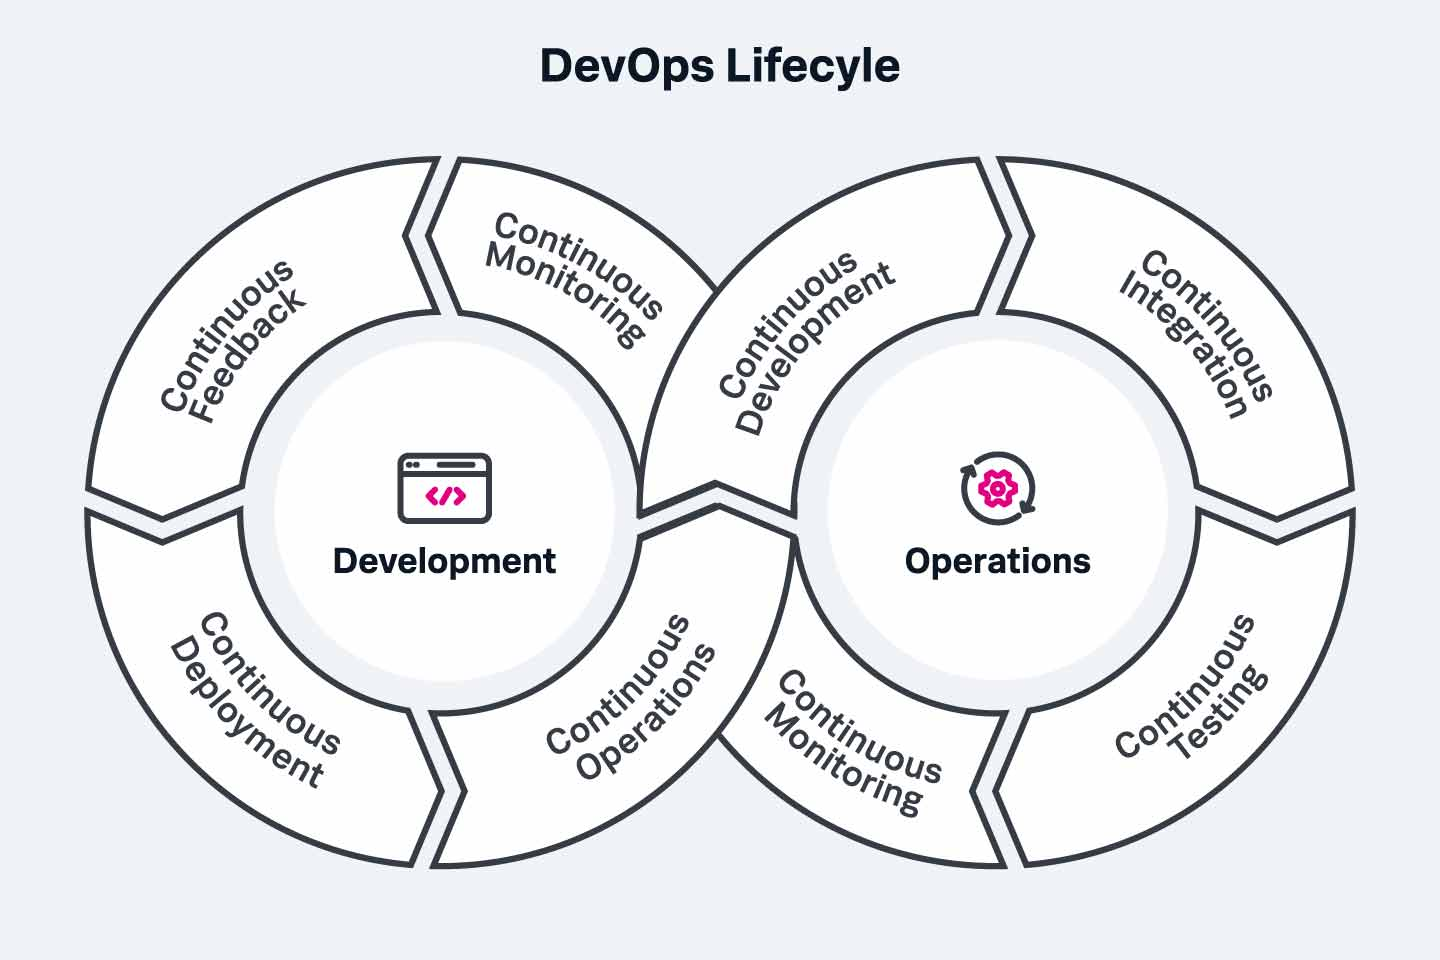 DevOps Lifecyle
Continuous
Feedback
Continuous
Monitoring
Continuous
Development
Continuous
Integration
</>
Development
Operations
Continuous
Deployment
Continuous
Operations
Continuous
Monitoring
Continuous
Testing